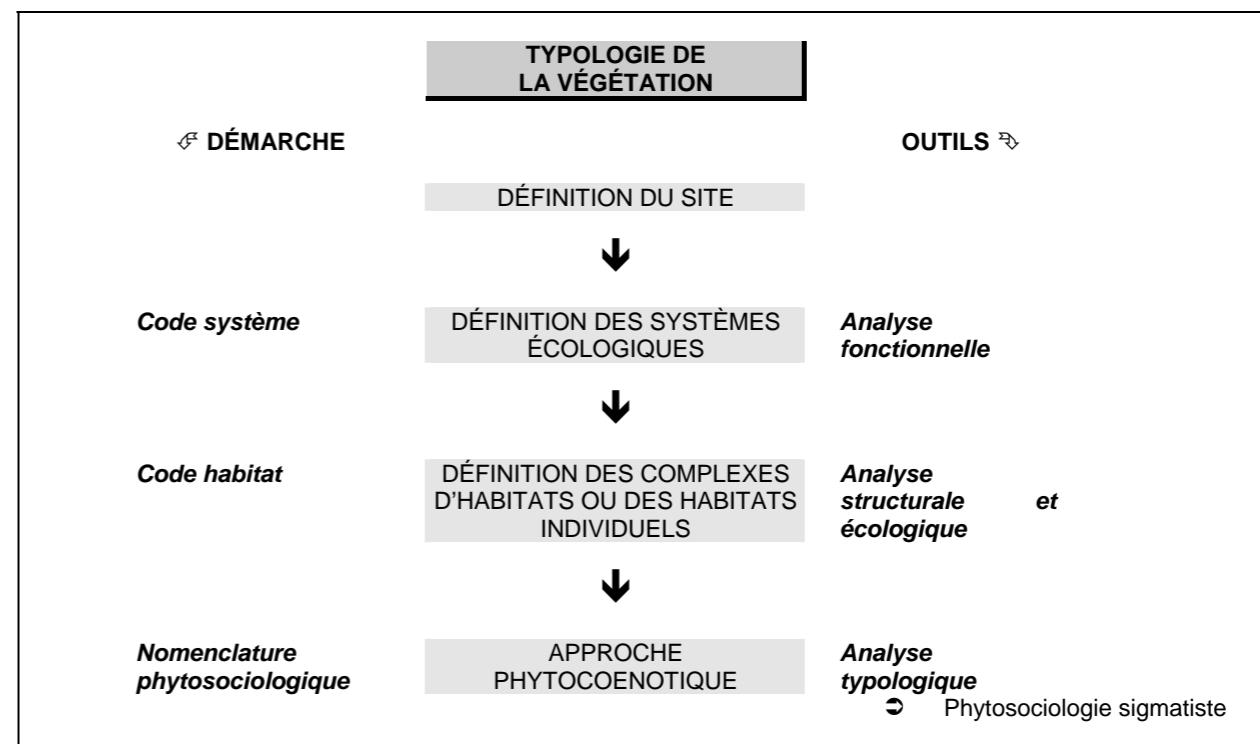 TYPOLOGIE DE
LA VÉGÉTATION
DÉMARCHE
OUTILS
DÉFINITION DU SITE
Code système
DÉFINITION DES SYSTÈMES
ÉCOLOGIQUES
Analyse
fonctionnelle
Code habitat
DÉFINITION DES COMPLEXES
D'HABITATS OU DES HABITATS
INDIVIDUELS
Analyse
structurale et
écologique
Nomenclature
phytosociologique
APPROCHE
PHYTOCOENOTIQUE
Analyse
typologique
Phytosociologie sigmatiste